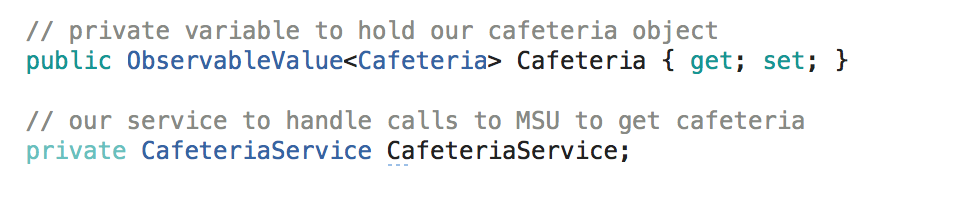 // private variable to hold our cafeteria object
public ObservableValue<Cafeteria> Cafeteria { get; set; }
// our service to handle calls to MSU to get cafeteria
private CafeteriaService CafeteriaService;